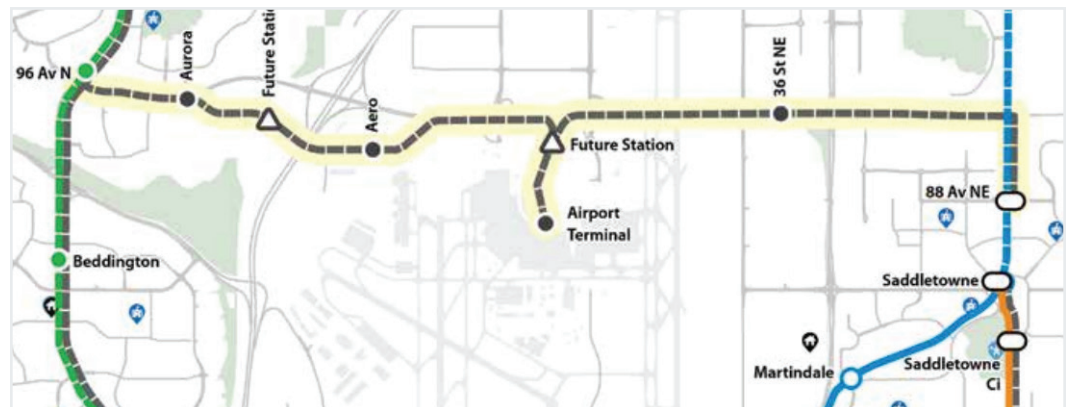 96 Av N
Aurora
Future Stati
Aero
Future Station
36 St NE
88 Av NE
Airport
Terminal
Beddington
Saddletowne
Martindale
Saddletowne
Ci